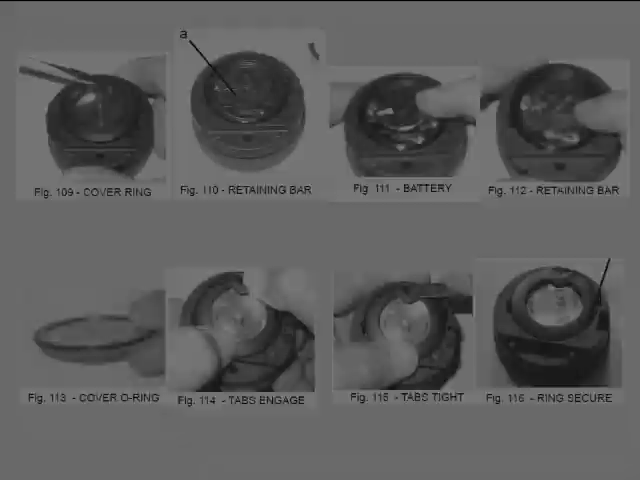 a
Fig. 109 - COVER RING
Fig. 110 - RETAINING BAR
Fig 111 - BATTERY
Fig. 112 - RETAINING BAR
Fig. 113 - COVER O-RING
Fig. 114 - TABS ENGAGE
Fig. 115 - TABS TIGHT
Fig. 116 - RING SECURE